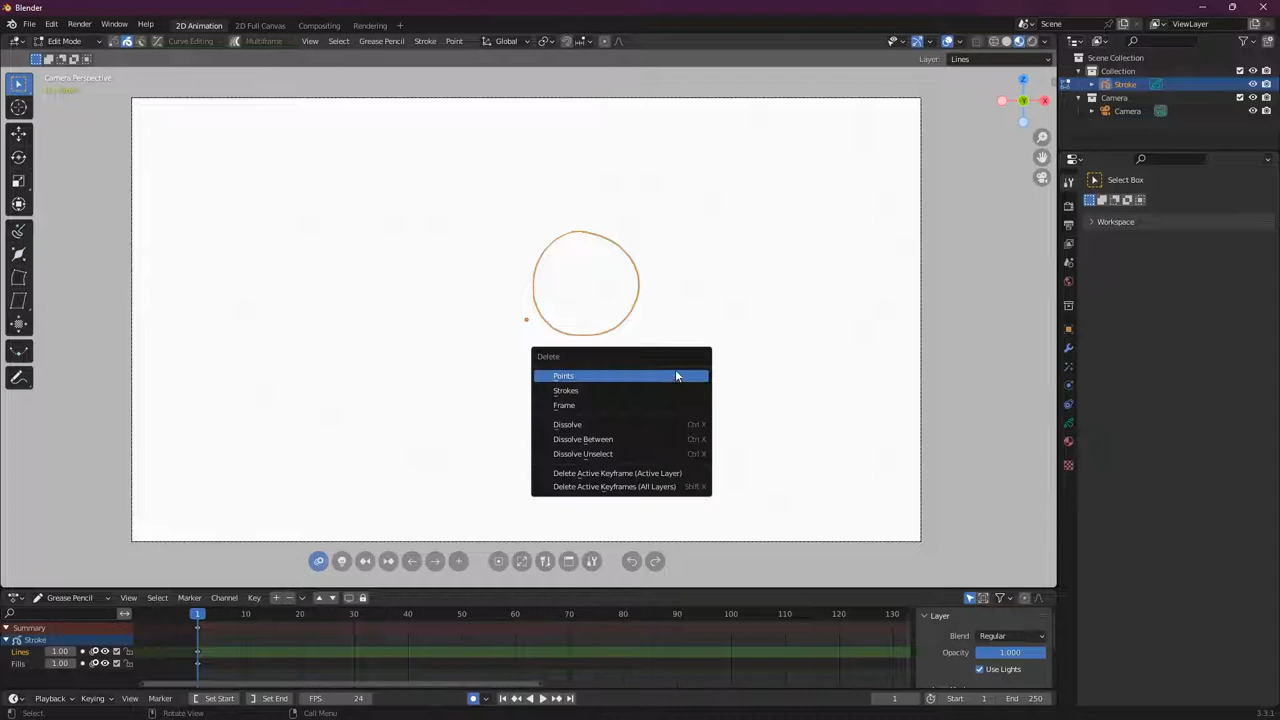 Blender
File Edit Render Window Help 2D Animation 2D Full Canvas Compositing Rendering + Scene ViewLayer
Edit Mode Curve Editing Multiframe View Select Grease Pencil Stroke Point Global
Layer: Lines
Camera Perspective
Scene Collection
Collection
Stroke
Camera
Camera
Select Box
Workspace
Z
Y
X
Delete
Points
Strokes
Frame
Dissolve Ctrl X
Dissolve Between
Dissolve Unselect Ctrl X
Delete Active Keyframe (Active Layer)
Delete Active Keyframes (All Layers) Shift X
Grease Pencil View Select Marker Channel Key
1 10 20 30 40 50 60 70 80 90 100 110 120 130
Summary
Stroke
Lines 1.00
Fills 1.00
Layer
Blend Regular
Opacity 1.000
Use Lights
Playback Keying View Marker Set Start Set End FPS 24 1 Start 1 End 250
Select Rotate View Call Menu 3.3.1